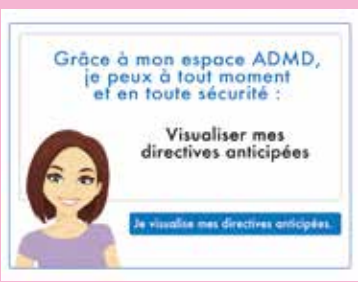 Grâce à mon espace ADMD,
je peux à tout moment
et en toute sécurité :
Visualiser mes
directives anticipées
Je visualise mes directives anticipées.